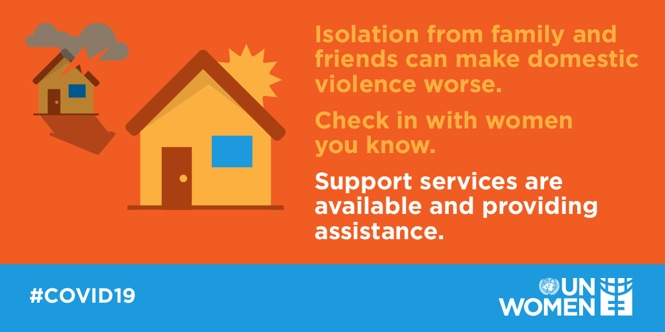 Isolation from family and
friends can make domestic
violence worse.
Check in with women
you know.
Support services are
available and providing
assistance.
#COVID19
UN
WOMEN